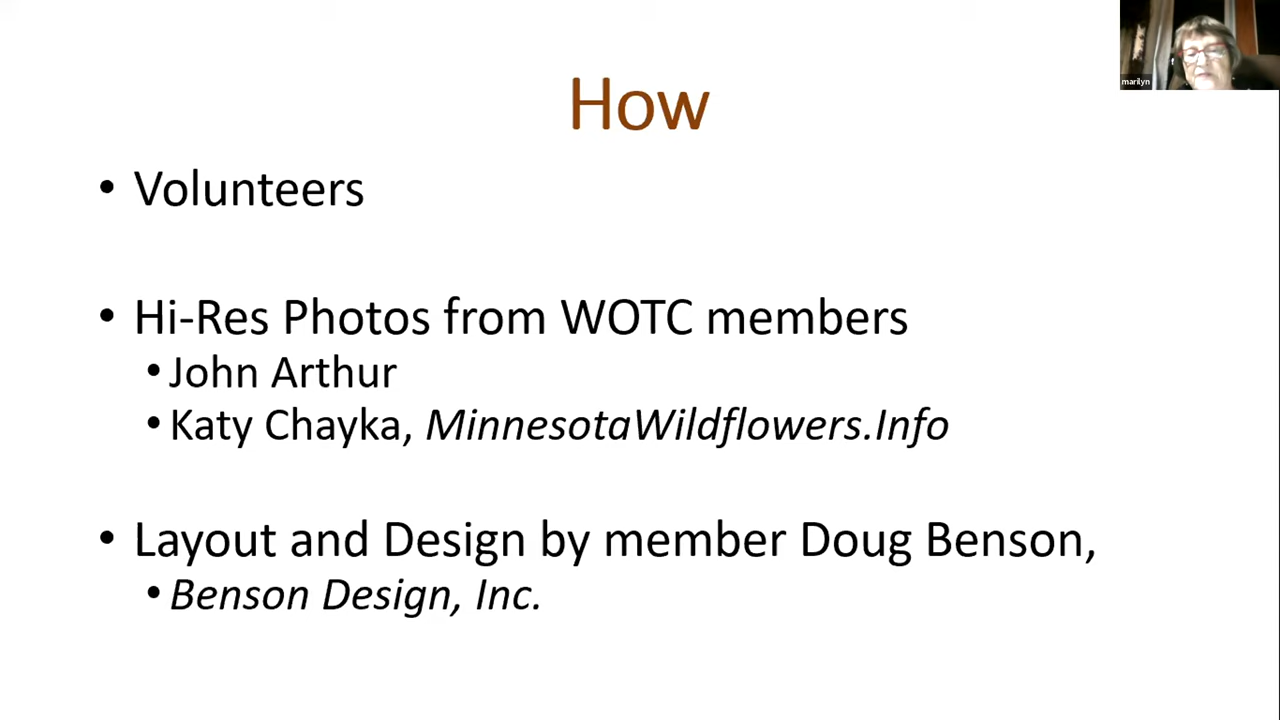 marilyn
How
• Volunteers
• Hi-Res Photos from WOTC members
• John Arthur
• Katy Chayka, MinnesotaWildflowers.Info
• Layout and Design by member Doug Benson,
• Benson Design, Inc.